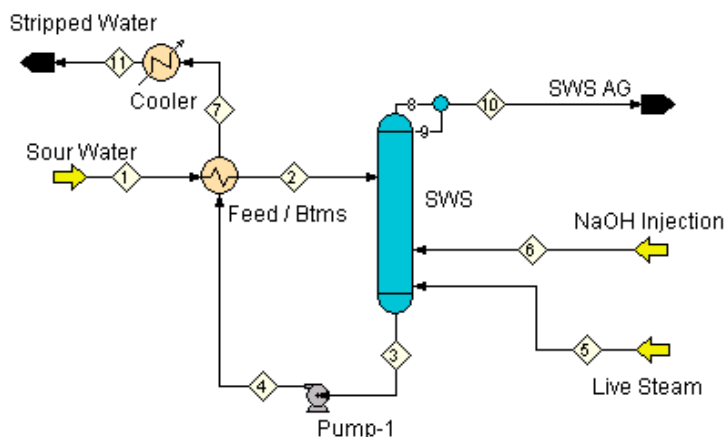 Stripped Water
11
Cooler
7
8
9
10
SWS AG
Sour Water
1
2
Feed / Btms
SWS
NaOH Injection
6
3
4
5
Live Steam
Pump-1